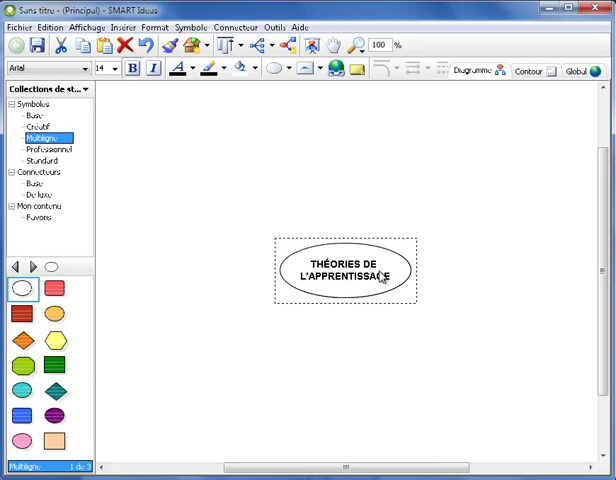 Sans titre - (Principal) - SMART Ideas
Fichier Edition Affichage Insérer Format Symbole Connecteur Outils Aide
100 %
Arial 14 B I A Diagramme Contour Global
Collections de st...
Symboles
Base
Créatif
Multiligne
Professionnel
Standard
Connecteurs
Base
De luxe
Mon contenu
Favoris
THÉORIES DE
L'APPRENTISSAGE
Multiligne 1 de 3